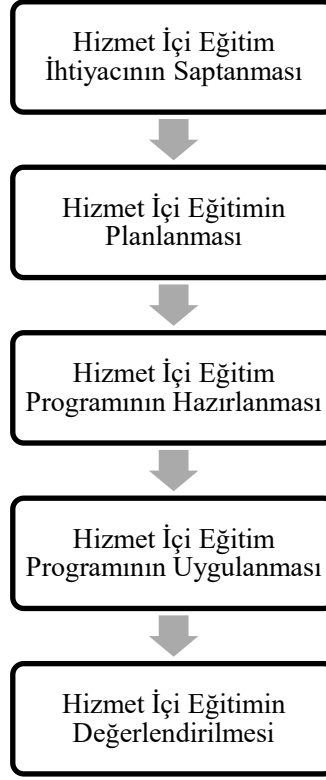 Hizmet İçi Eğitim
İhtiyacının Saptanması
Hizmet İçi Eğitimin
Planlanması
Hizmet İçi Eğitim
Programının Hazırlanması
Hizmet İçi Eğitim
Programının Uygulanması
Hizmet İçi Eğitimin
Değerlendirilmesi